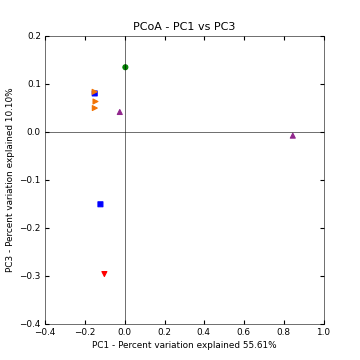 PCoA - PC1 vs PC3
0.2
0.1
0.0
−0.1
−0.2
−0.3
−0.4
PC3 - Percent variation explained 10.10%
−0.4 −0.2 0.0 0.2 0.4 0.6 0.8 1.0
PC1 - Percent variation explained 55.61%